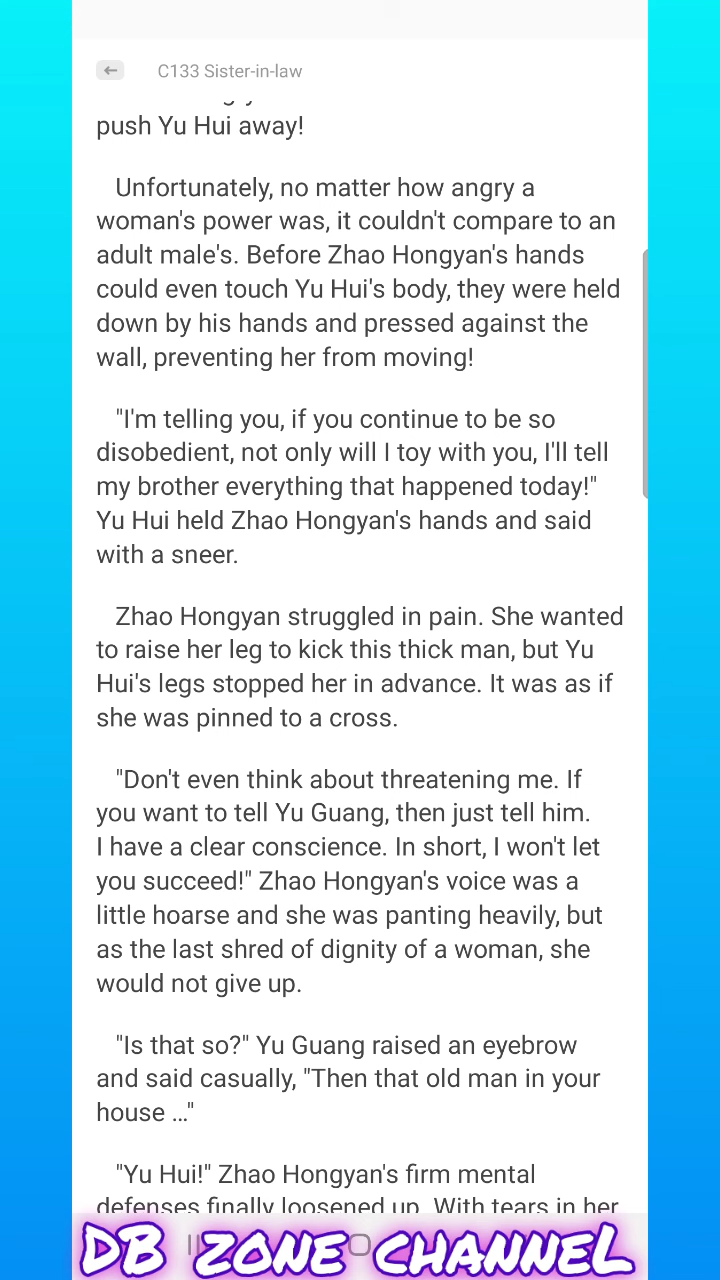 C133 Sister-in-law
push Yu Hui away!
Unfortunately, no matter how angry a
woman's power was, it couldn't compare to an
adult male's. Before Zhao Hongyan's hands
could even touch Yu Hui's body, they were held
down by his hands and pressed against the
wall, preventing her from moving!
"I'm telling you, if you continue to be so
disobedient, not only will I toy with you, I'll tell
my brother everything that happened today!"
Yu Hui held Zhao Hongyan's hands and said
with a sneer.
Zhao Hongyan struggled in pain. She wanted
to raise her leg to kick this thick man, but Yu
Hui's legs stopped her in advance. It was as if
she was pinned to a cross.
"Don't even think about threatening me. If
you want to tell Yu Guang, then just tell him.
I have a clear conscience. In short, I won't let
you succeed!" Zhao Hongyan's voice was a
little hoarse and she was panting heavily, but
as the last shred of dignity of a woman, she
would not give up.
"Is that so?" Yu Guang raised an eyebrow
and said casually, "Then that old man in your
house ..."
"Yu Hui!" Zhao Hongyan's firm mental
defenses finally loosened up. With tears in her
DB ZONE CHANNEL